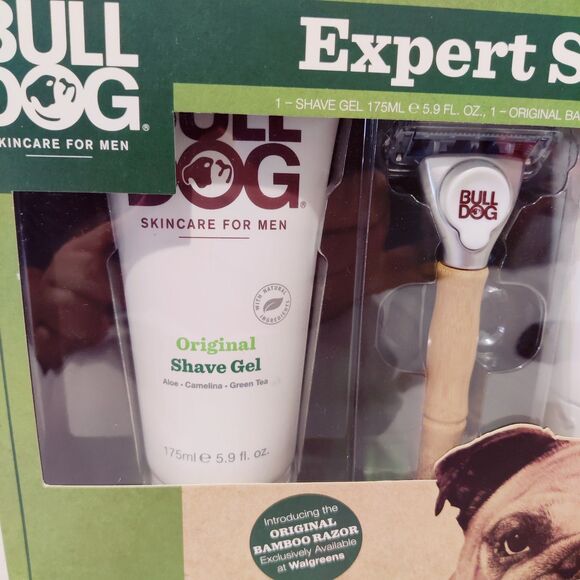 BULL
DOG®
SKINCARE FOR MEN
Expert S
1 – SHAVE GEL 175ML ℮ 5.9 FL. OZ., 1 – ORIGINAL BA
BULL
DOG®
SKINCARE FOR MEN
BULL
DOG
WITH NATURAL
INGREDIENTS
Original
Shave Gel
Aloe - Camelina - Green Tea
175ml ℮ 5.9 fl. oz.
Introducing the
ORIGINAL
BAMBOO RAZOR
Exclusively Available
at Walgreens